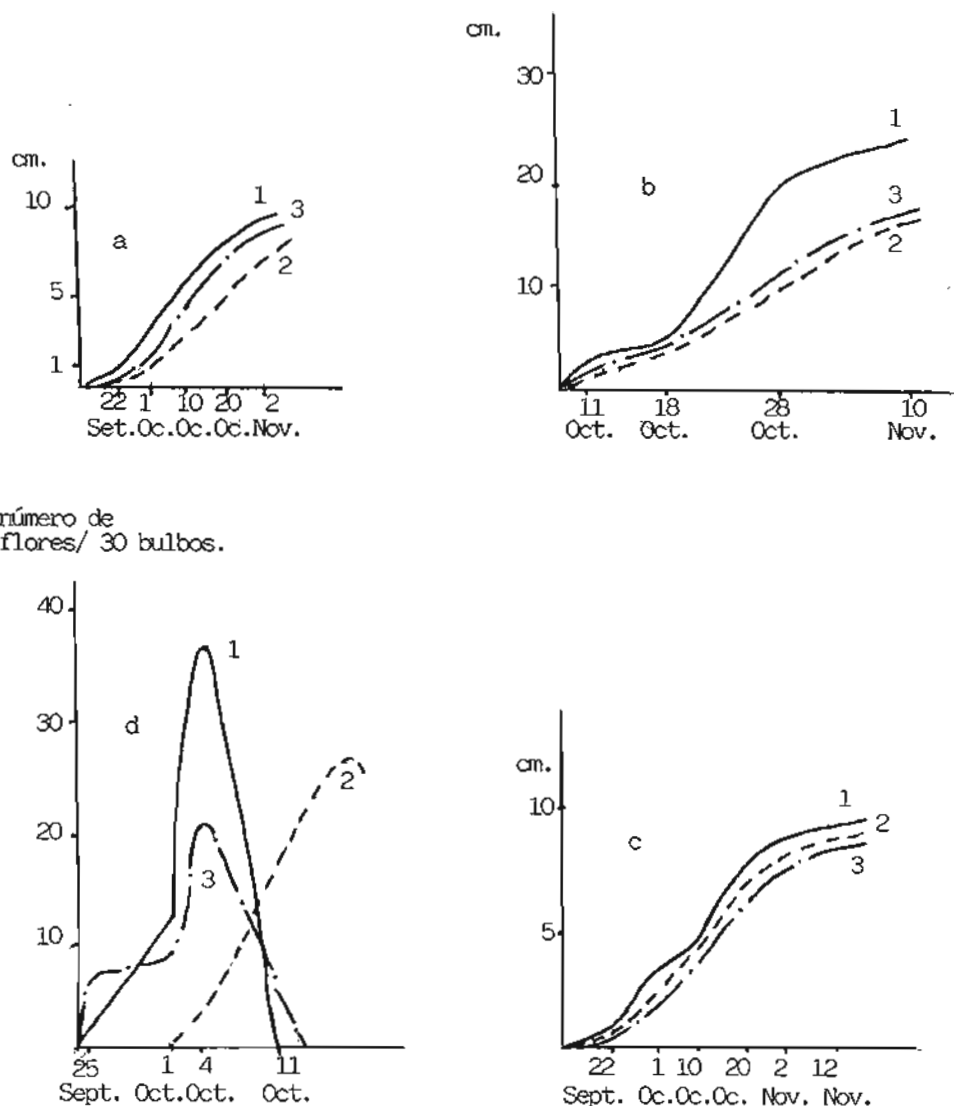 cm.
10
5
1
a
1
3
2
22 1 10 20 2
Set.Oc.Oc.Oc.Nov.
cm.
30
20
10
b
1
3
2
11 18 28 10
Oct. Oct. Oct. Nov.
número de
flores/ 30 bulbos.
40
30
20
10
d
1
2
3
25 1 4 11
Sept. Oct.Oct. Oct.
cm.
10
5
c
1
2
3
22 1 10 20 2 12
Sept. Oc.Oc.Oc. Nov. Nov.